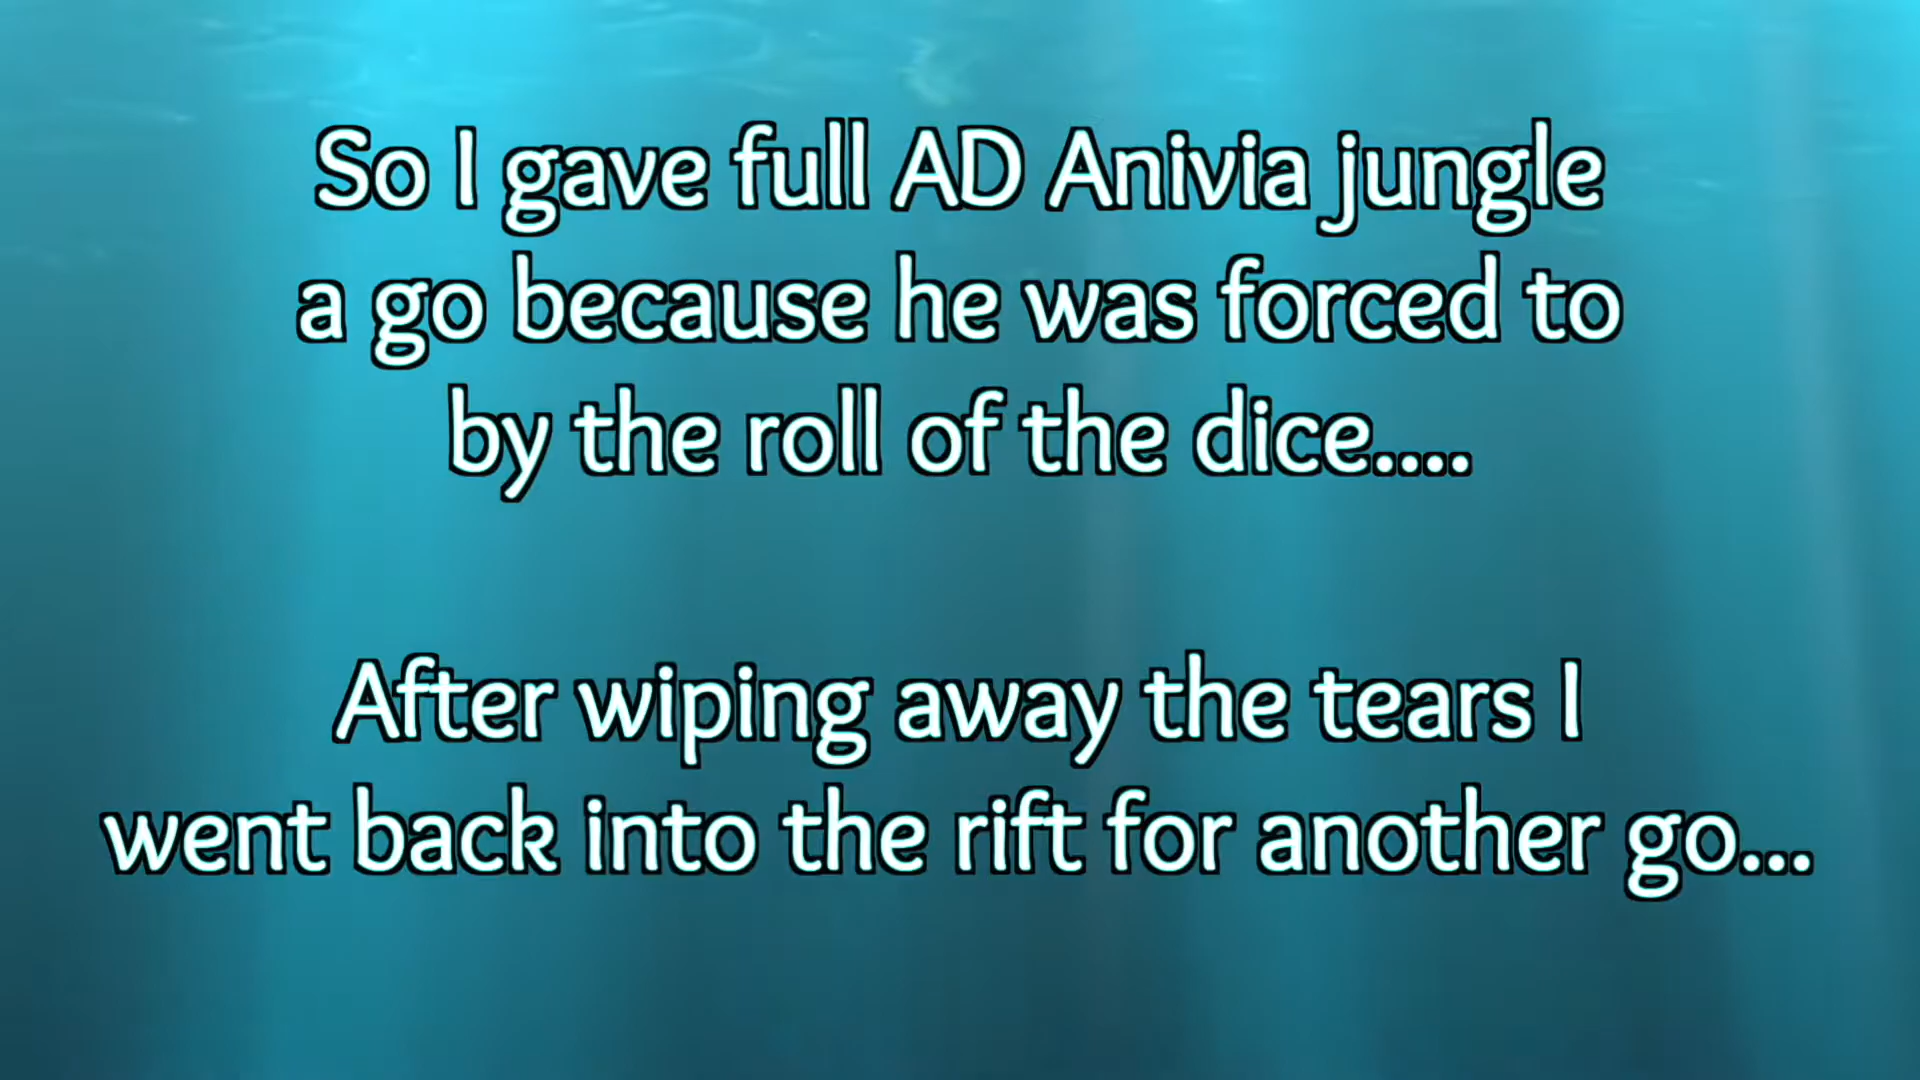 So I gave full AD Anivia jungle
a go because he was forced to
by the roll of the dice....
After wiping away the tears I
went back into the rift for another go...